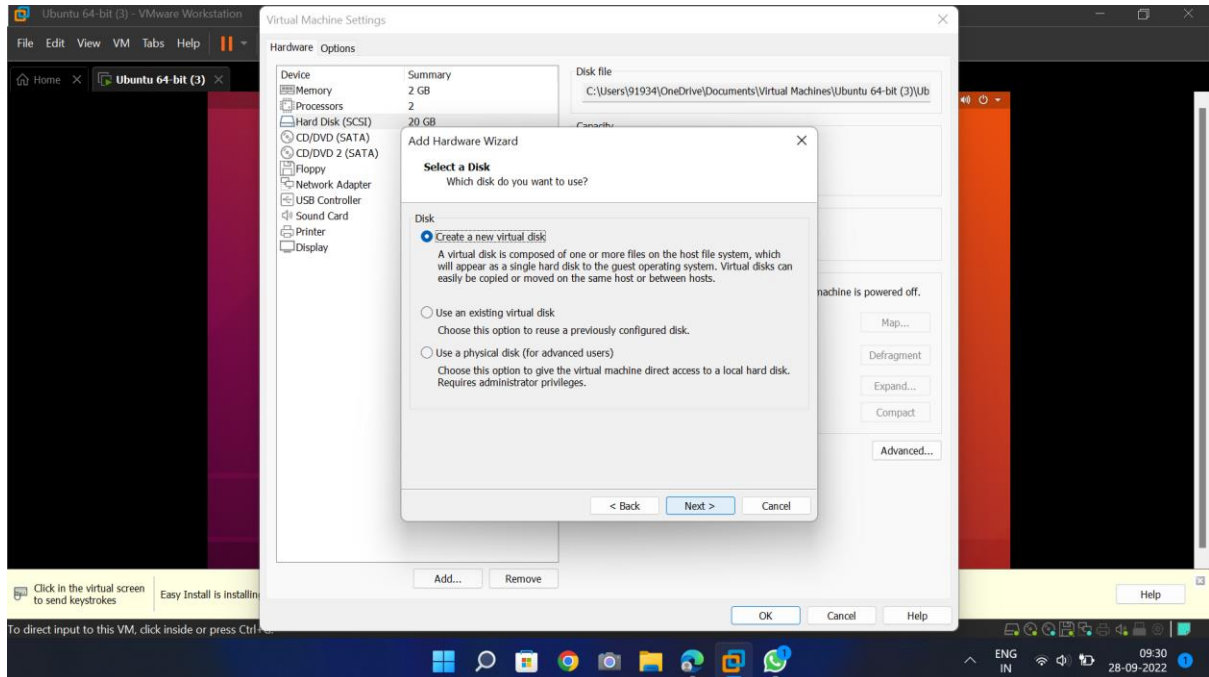 Ubuntu 64-bit (3) - VMware Workstation
File Edit View VM Tabs Help
Home
Ubuntu 64-bit (3)
Virtual Machine Settings
Hardware Options
Device Summary
Memory 2 GB
Processors 2
Hard Disk (SCSI) 20 GB
CD/DVD (SATA)
CD/DVD 2 (SATA)
Floppy
Network Adapter
USB Controller
Sound Card
Printer
Display
Disk file
C:\Users\91934\OneDrive\Documents\Virtual Machines\Ubuntu 64-bit (3)\Ub
Capacity
Add Hardware Wizard
Select a Disk
Which disk do you want to use?
Disk
Create a new virtual disk
A virtual disk is composed of one or more files on the host file system, which
will appear as a single hard disk to the guest operating system. Virtual disks can
easily be copied or moved on the same host or between hosts.
Use an existing virtual disk
Choose this option to reuse a previously configured disk.
Use a physical disk (for advanced users)
Choose this option to give the virtual machine direct access to a local hard disk.
Requires administrator privileges.
< Back Next > Cancel
machine is powered off.
Map...
Defragment
Expand...
Compact
Advanced...
Add... Remove
OK Cancel Help
Click in the virtual screen
to send keystrokes
Easy Install is installin
Help
To direct input to this VM, click inside or press Ctrl+G.
ENG
IN
09:30
28-09-2022
1
1